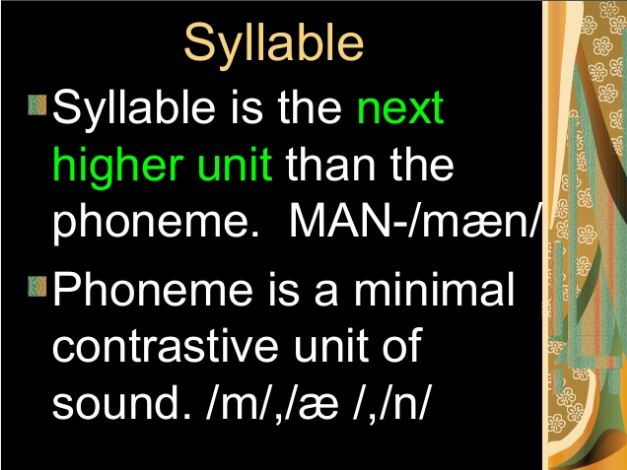 Syllable
Syllable is the next
higher unit than the
phoneme.  MAN-/mæn/
Phoneme is a minimal
contrastive unit of
sound. /m/,/æ /,/n/